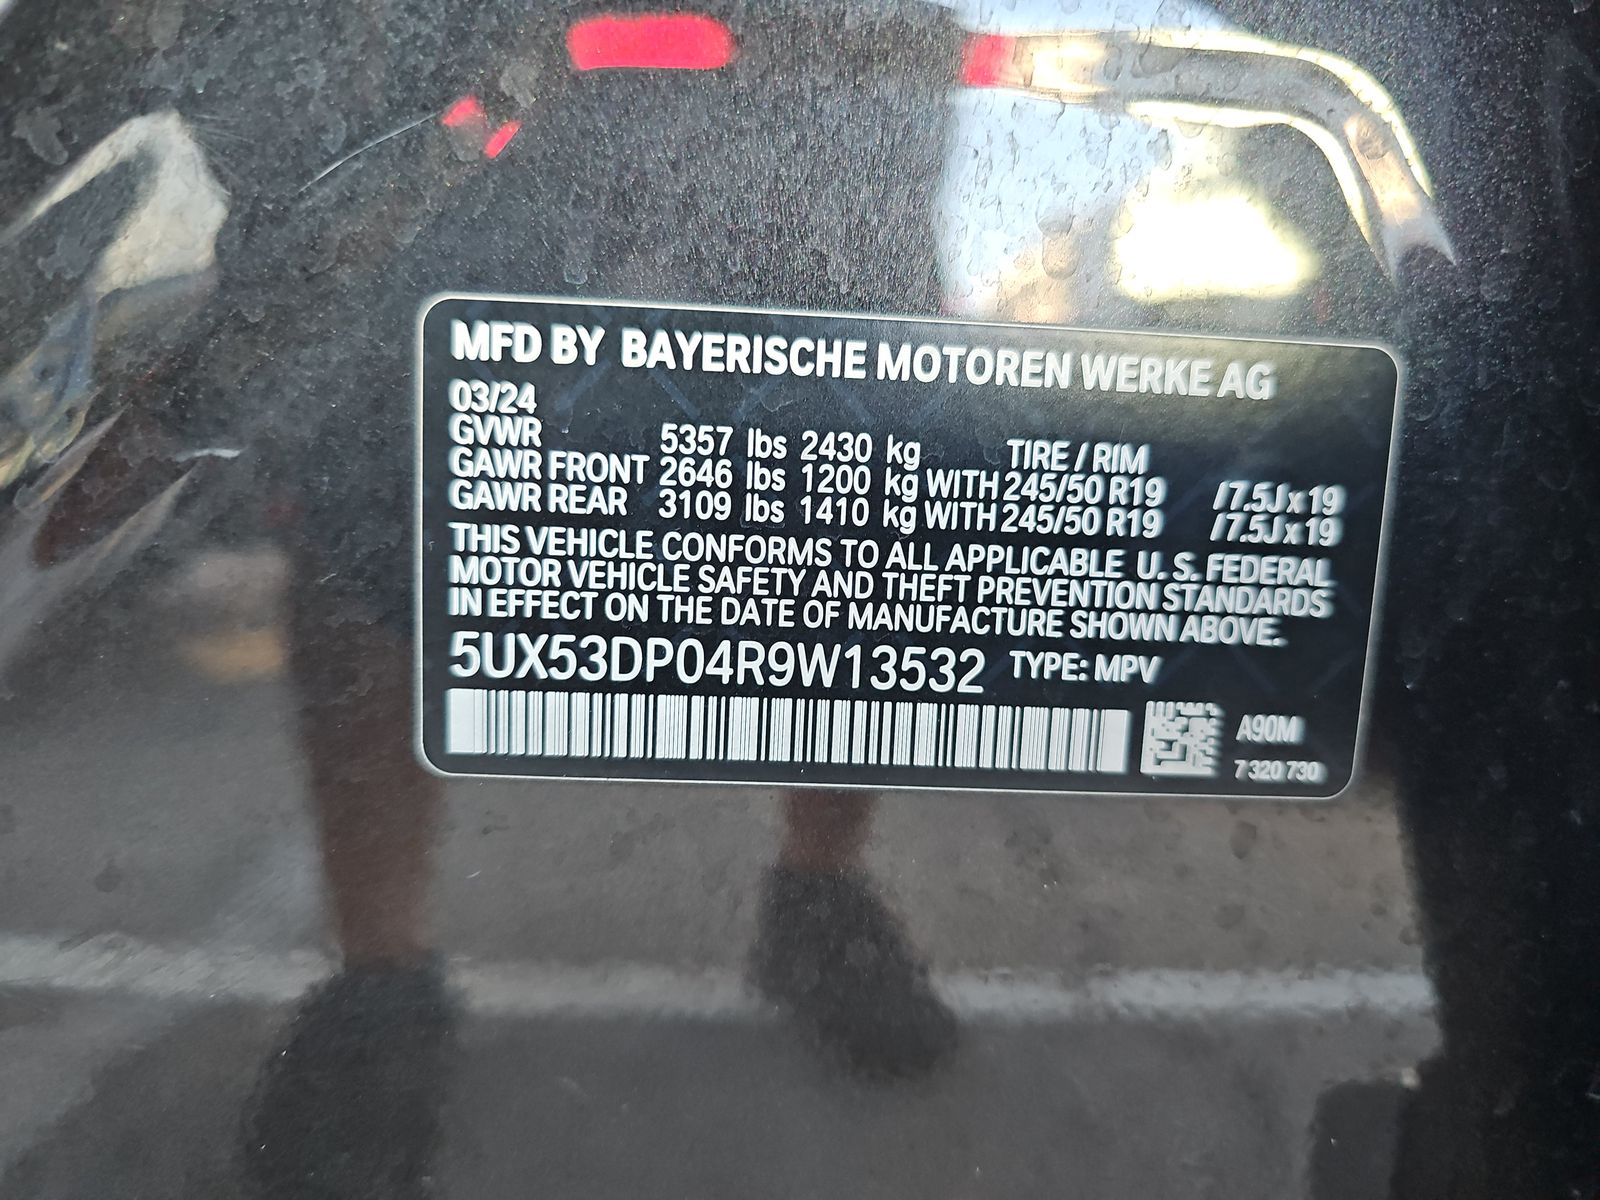 MFD BY BAYERISCHE MOTOREN WERKE AG
03/24
GVWR 5357 lbs 2430 kg TIRE / RIM
GAWR FRONT 2646 lbs 1200 kg WITH 245/50 R19 / 7.5J x 19
GAWR REAR 3109 lbs 1410 kg WITH 245/50 R19 / 7.5J x 19
THIS VEHICLE CONFORMS TO ALL APPLICABLE U. S. FEDERAL
MOTOR VEHICLE SAFETY AND THEFT PREVENTION STANDARDS
IN EFFECT ON THE DATE OF MANUFACTURE SHOWN ABOVE.
5UX53DP04R9W13532 TYPE: MPV
A90M
7 320 730